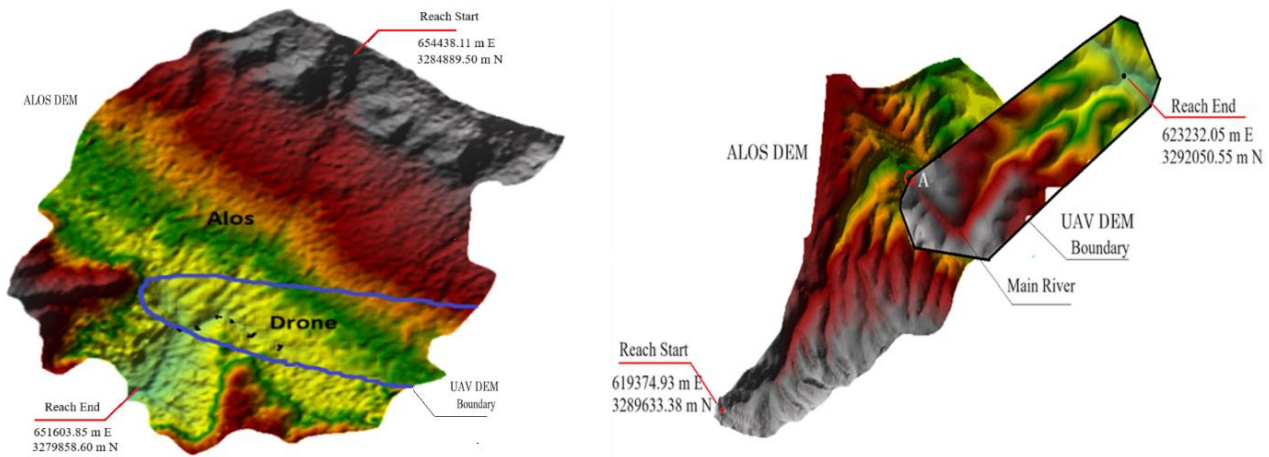 Reach Start
654438.11 m E
3284889.50 m N
ALOS DEM
Alos
Drone
UAV DEM
Boundary
Reach End
651603.85 m E
3279858.60 m N
Reach End
623232.05 m E
3292050.55 m N
ALOS DEM
A
UAV DEM
Boundary
Main River
Reach Start
619374.93 m E
3289633.38 m N